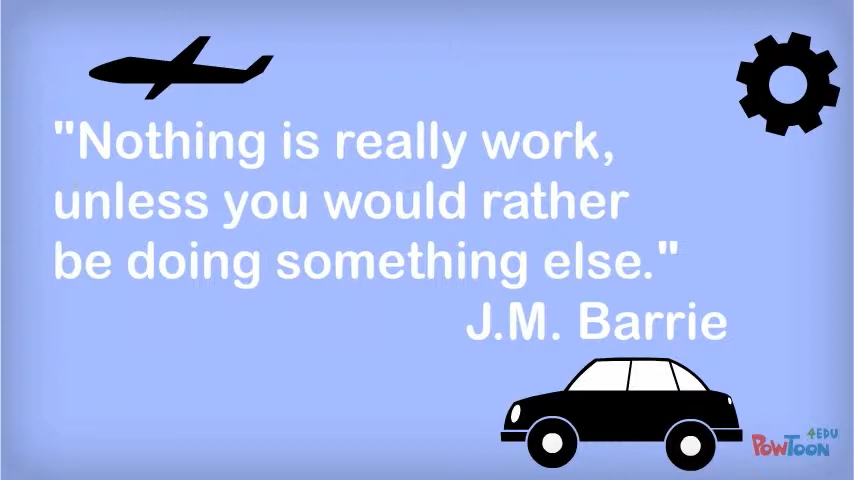 "Nothing is really work,
unless you would rather
be doing something else."
J.M. Barrie
4EDU
POWTOON